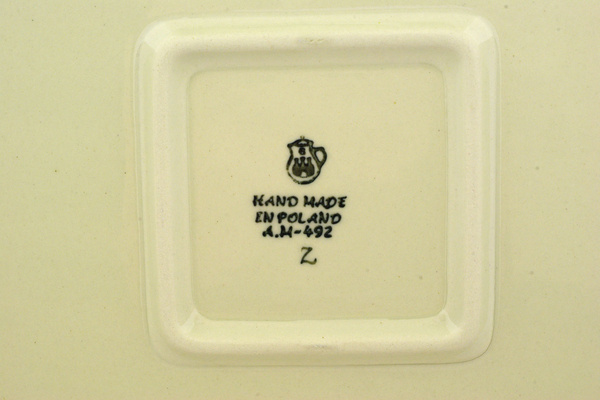 HAND MADE
EN POLAND
A.M-492
Z